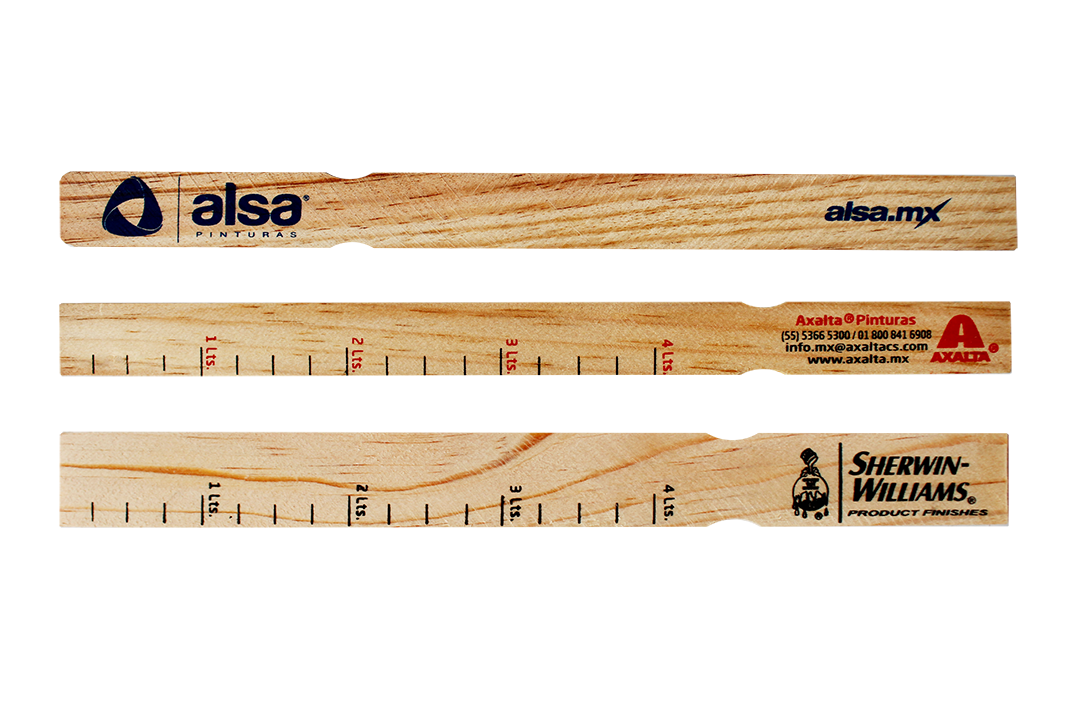 alsa®
PINTURAS
alsa.mx
1 Lts.
2 Lts.
3 Lts.
4 Lts.
Axalta® Pinturas
(55) 5366 5300 / 01 800 841 6908
info.mx@axaltacs.com
www.axalta.mx
AXALTA®
1 Lts.
2 Lts.
3 Lts.
4 Lts.
SHERWIN-
WILLIAMS®
PRODUCT FINISHES